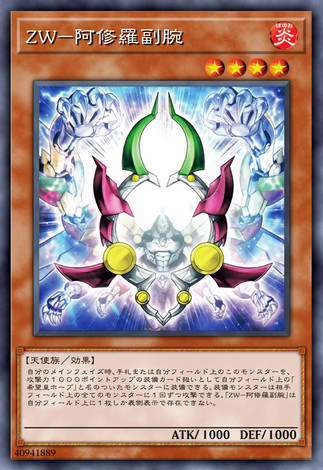 ZW－阿修羅副腕
炎
【天使族／効果】
自分のメインフェイズ時、手札または自分フィールド上のこのモンスターを、
攻撃力１０００ポイントアップの装備カード扱いとして自分フィールド上の「
希望皇ホープ」と名のついたモンスターに装備できる。装備モンスターは相手
フィールド上の全てのモンスターに１回ずつ攻撃できる。「ZW－阿修羅副腕」は
自分フィールド上に１枚しか表側表示で存在できない。
ATK/1000 DEF/1000
40941889